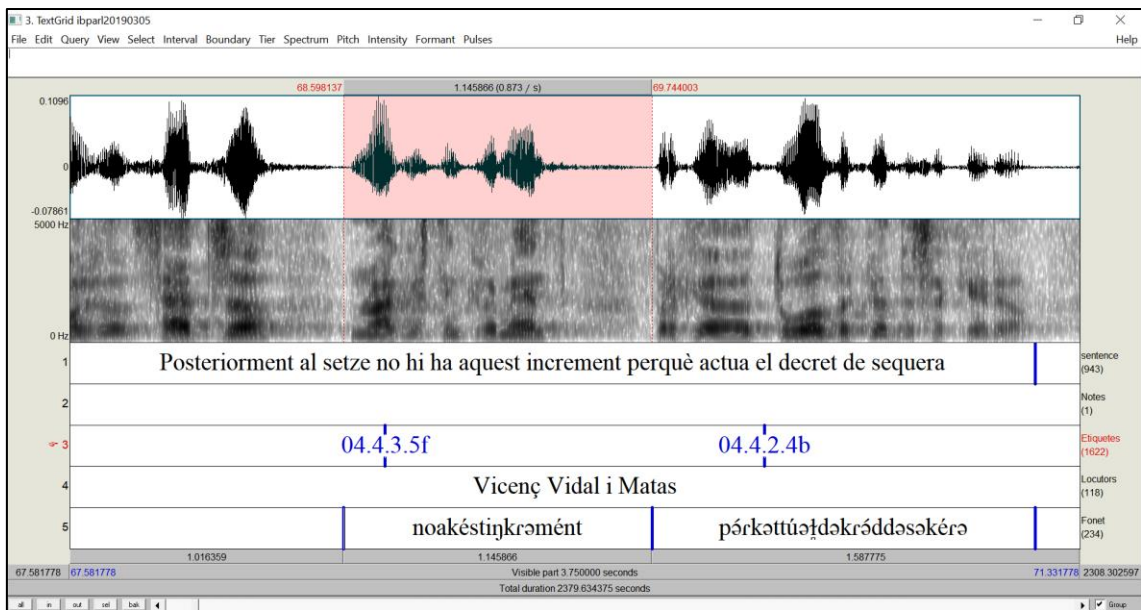 3. TextGrid ibparl20190305
File Edit Query View Select Interval Boundary Tier Spectrum Pitch Intensity Formant Pulses Help
68.598137 1.145866 (0.873 / s) 69.744003
0.1096
0
-0.07861
5000 Hz
0 Hz
1 Posteriorment al setze no hi ha aquest increment perquè actua el decret de sequera sentence (943)
2 Notes (1)
3 04.4.3.5f 04.4.2.4b Etiquetes (1622)
4 Vicenç Vidal i Matas Locutors (118)
5 noakéstiŋkɾəmént Fonet (234)
1.016359 1.145866 1.587775
67.581778 67.581778 Visible part 3.750000 seconds 71.331778 2308.302597
Total duration 2379.634375 seconds
all in out sel bak Group